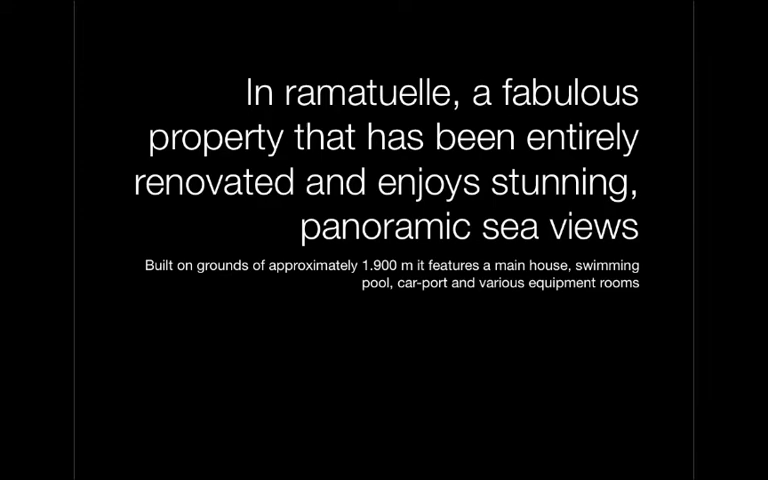 In ramatuelle, a fabulous
property that has been entirely
renovated and enjoys stunning,
panoramic sea views
Built on grounds of approximately 1.900 m it features a main house, swimming
pool, car-port and various equipment rooms